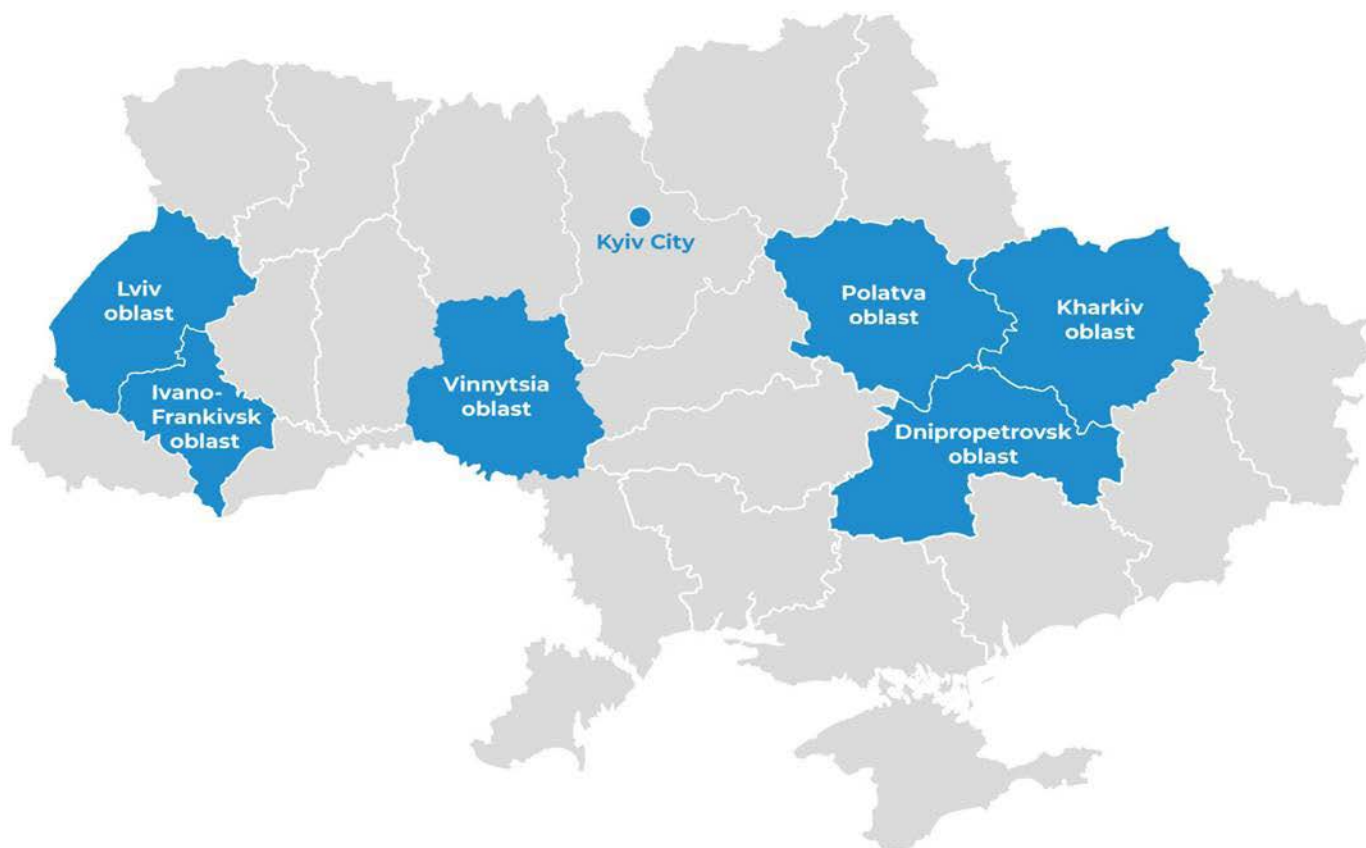 Kyiv City
Lviv
oblast
Polatva
oblast
Kharkiv
oblast
Ivano-
Frankivsk
oblast
Vinnytsia
oblast
Dnipropetrovsk
oblast